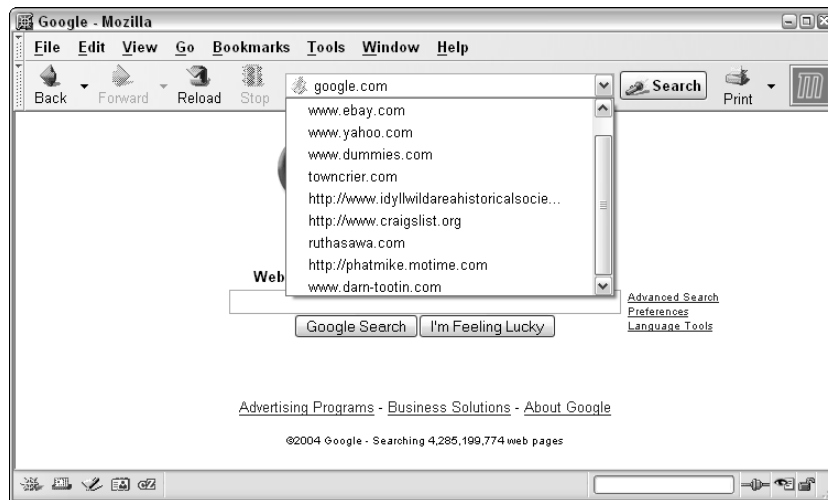 Google - Mozilla
File Edit View Go Bookmarks Tools Window Help
Back Forward Reload Stop google.com Search Print
www.ebay.com
www.yahoo.com
www.dummies.com
towncrier.com
http://www.idyllwildareahistoricalsocie...
http://www.craigslist.org
ruthasawa.com
http://phatmike.motime.com
www.darn-tootin.com
Web
Advanced Search
Preferences
Language Tools
Google Search I'm Feeling Lucky
Advertising Programs - Business Solutions - About Google
©2004 Google - Searching 4,285,199,774 web pages